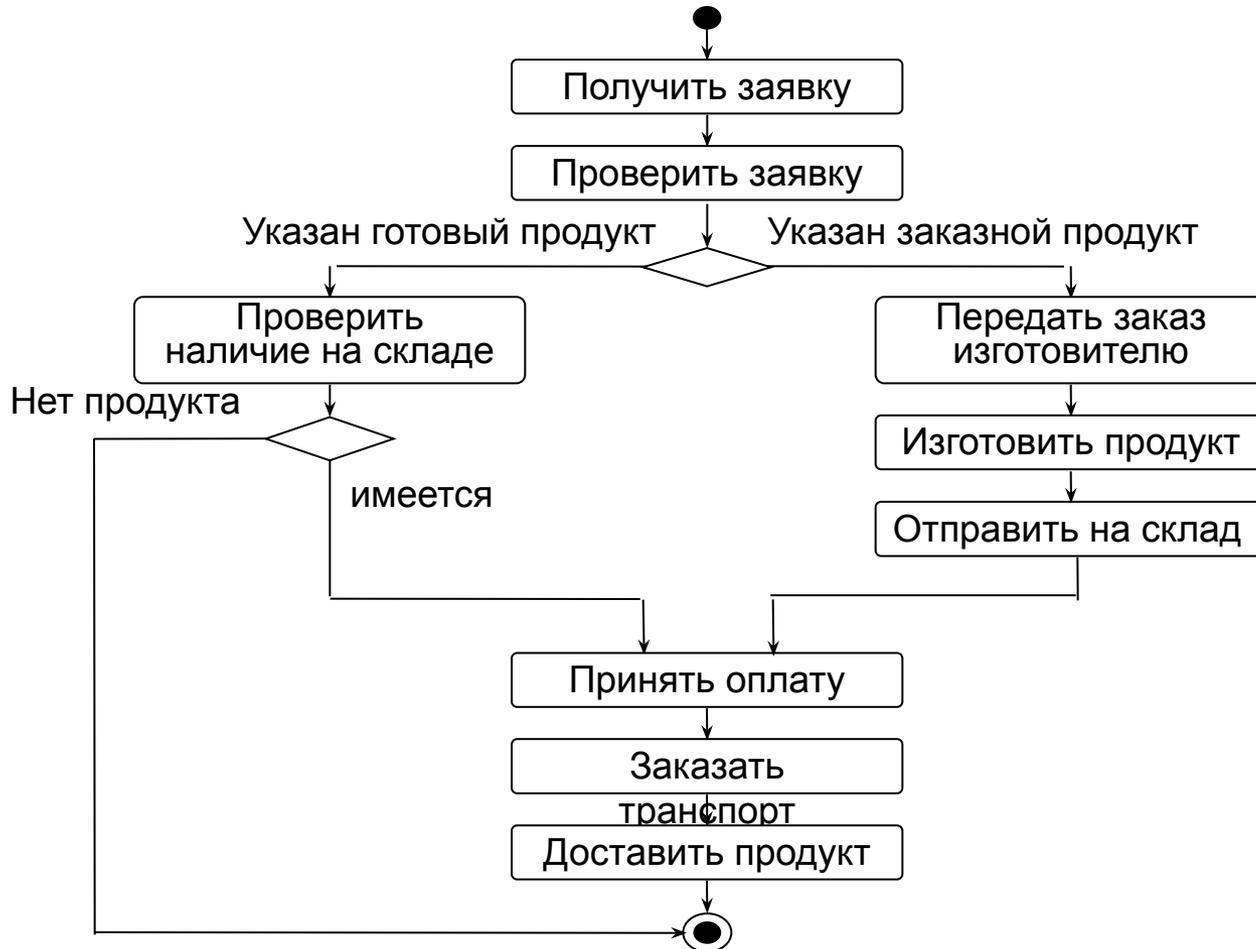 Получить заявку
Проверить заявку
Указан готовый продукт
Указан заказной продукт
Проверить
наличие на складе
Передать заказ
изготовителю
Нет продукта
Изготовить продукт
имеется
Отправить на склад
Принять оплату
Заказать
транспорт
Доставить продукт